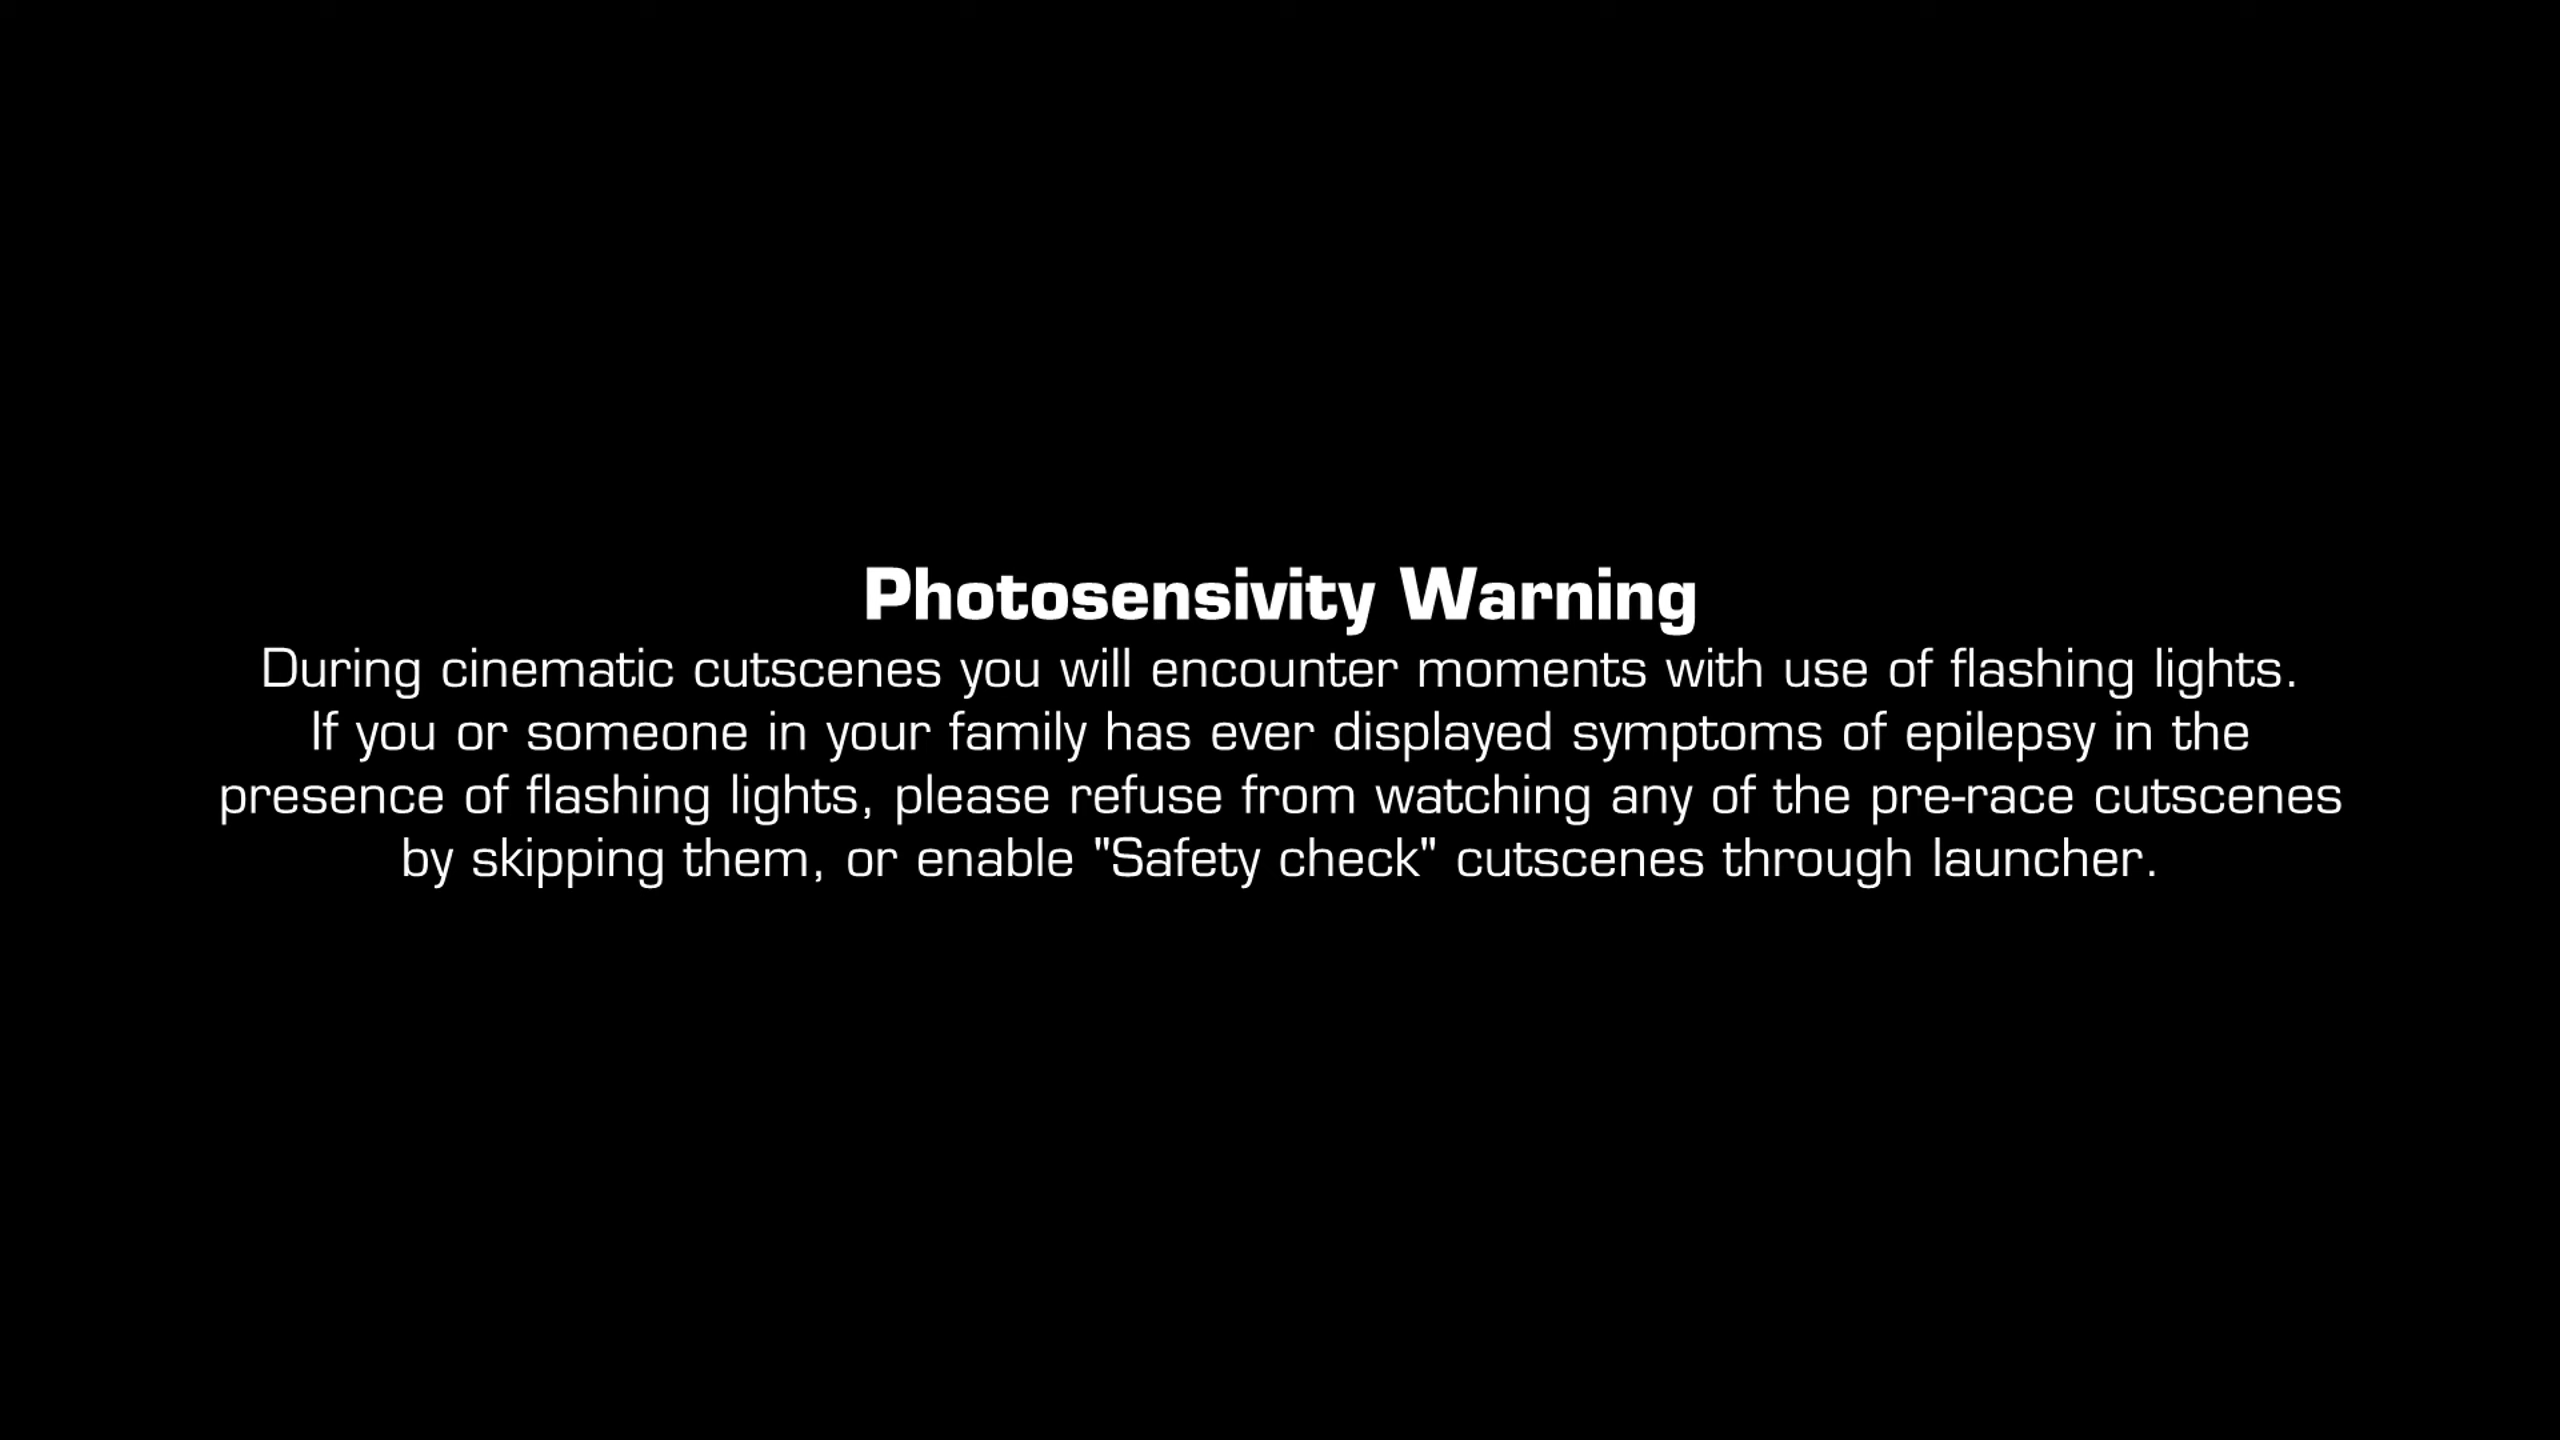 Photosensivity Warning
During cinematic cutscenes you will encounter moments with use of flashing lights.
If you or someone in your family has ever displayed symptoms of epilepsy in the
presence of flashing lights, please refuse from watching any of the pre-race cutscenes
by skipping them, or enable "Safety check" cutscenes through launcher.